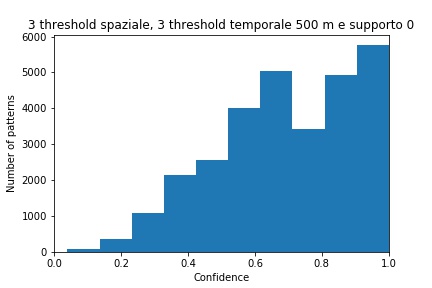 3 threshold spaziale, 3 threshold temporale 500 m e supporto 0
6000
5000
4000
3000
2000
1000
0
Number of patterns
0.0 0.2 0.4 0.6 0.8 1.0
Confidence